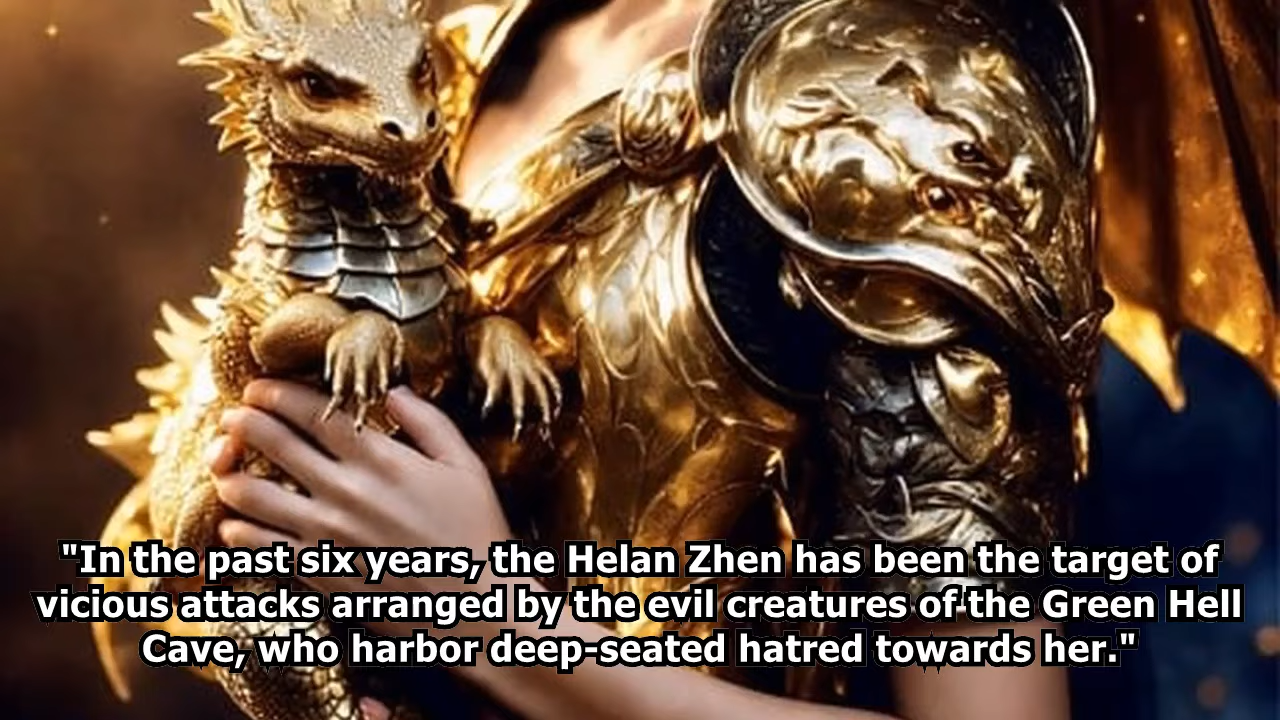 "In the past six years, the Helan Zhen has been the target of
vicious attacks arranged by the evil creatures of the Green Hell
Cave, who harbor deep-seated hatred towards her."